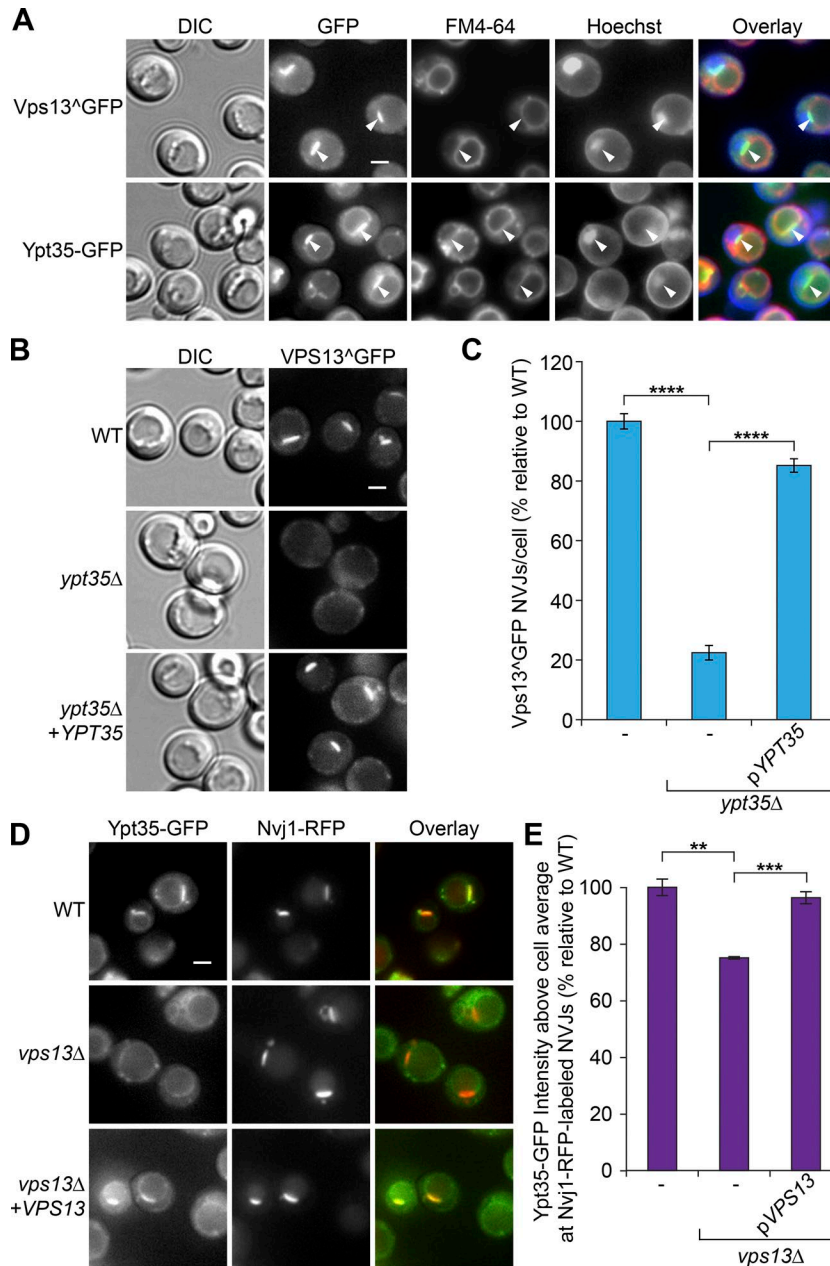 A
DIC
GFP
FM4-64
Hoechst
Overlay
Vps13^GFP
Ypt35-GFP
B
DIC
VPS13^GFP
WT
ypt35Δ
ypt35Δ
+YPT35
C
Vps13^GFP NVJs/cell (% relative to WT)
120
100
80
60
40
20
0
****
****
-
-
pYPT35
ypt35Δ
D
Ypt35-GFP
Nvj1-RFP
Overlay
WT
vps13Δ
vps13Δ
+VPS13
E
Ypt35-GFP Intensity above cell average
at Nvj1-RFP-labeled NVJs (% relative to WT)
100
80
60
40
20
0
**
***
-
-
pVPS13
vps13Δ